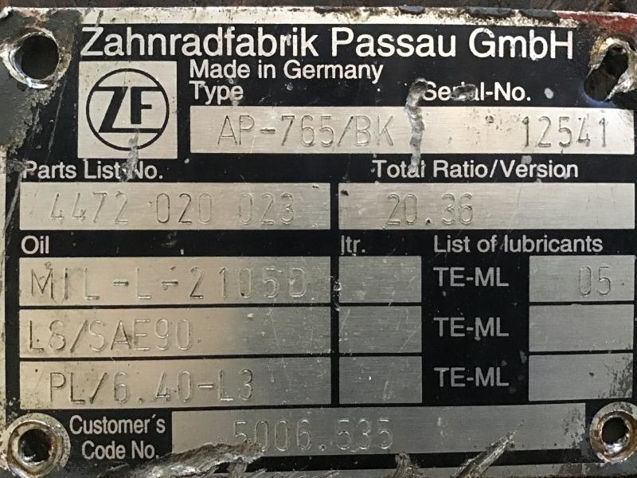 Zahnradfabrik Passau GmbH
ZF
Made in Germany
Type Serial-No.
AP-765/BK 12541
Parts List No. Total Ratio/Version
4472 020 023 20.36
Oil ltr. List of lubricants
MIL-L-2105D TE-ML 05
LS/SAE90 TE-ML
PL/6.40-L3 TE-ML
Customer's
Code No. 5006.535